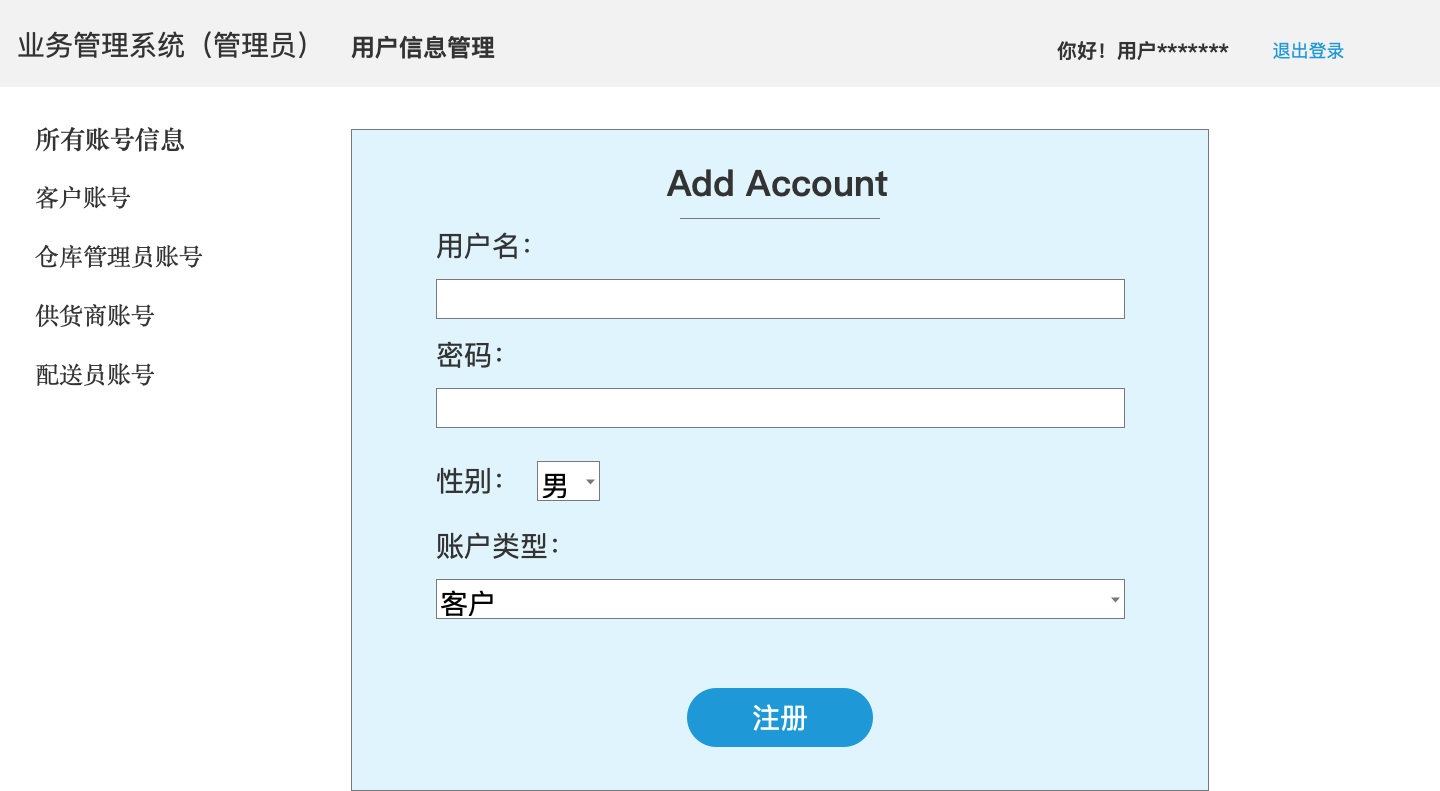 业务管理系统（管理员） 用户信息管理 你好！用户******* 退出登录
所有账号信息
客户账号
仓库管理员账号
供货商账号
配送员账号
Add Account
用户名：
密码：
性别： 男
账户类型：
客户
注册